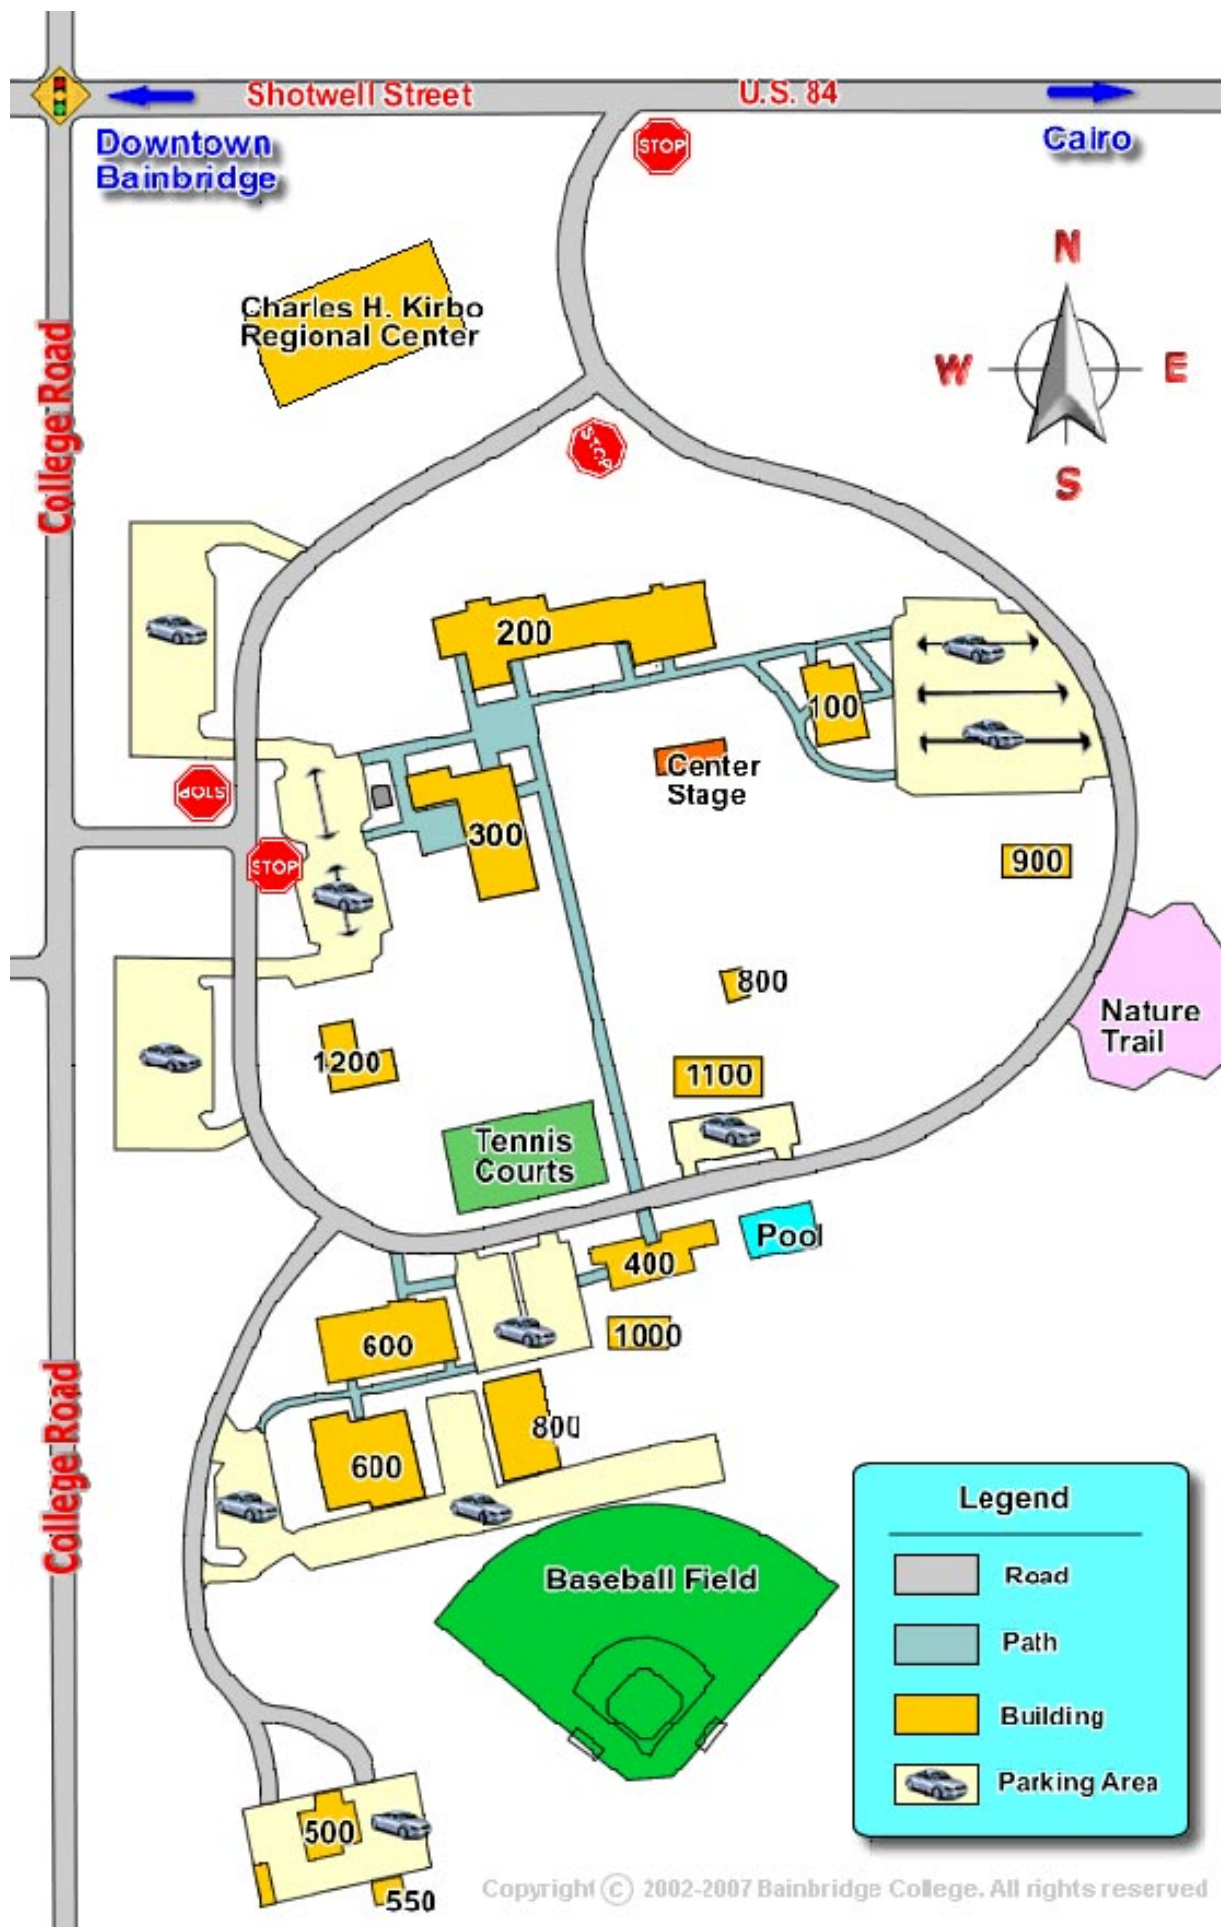 Shotwell Street
U.S. 84
Downtown
Bainbridge
Cairo
STOP
N
W
E
S
Charles H. Kirbo
Regional Center
College Road
STOP
200
100
Center
Stage
STOP
300
STOP
900
800
Nature
Trail
1200
1100
Tennis
Courts
Pool
400
1000
600
800
600
College Road
Baseball Field
Legend
Road
Path
Building
Parking Area
500
550
Copyright © 2002-2007 Bainbridge College. All rights reserved